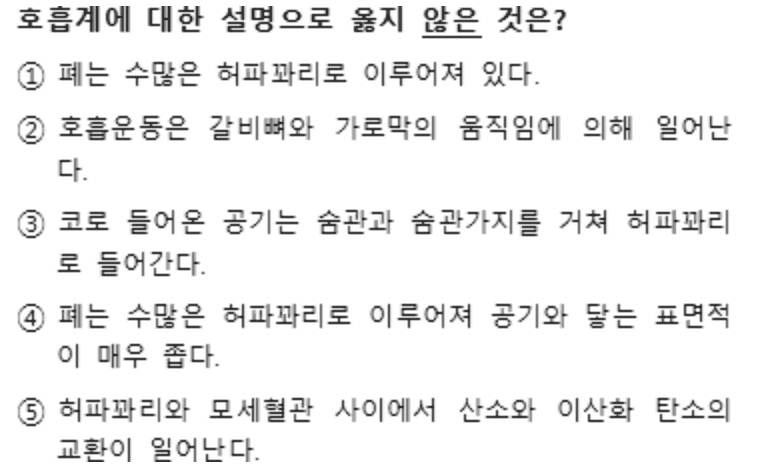 호흡계에 대한 설명으로 옳지 않은 것은?
① 폐는 수많은 허파꽈리로 이루어져 있다.
② 호흡운동은 갈비뼈와 가로막의 움직임에 의해 일어난
다.
③ 코로 들어온 공기는 숨관과 숨관가지를 거쳐 허파꽈리
로 들어간다.
④ 폐는 수많은 허파꽈리로 이루어져 공기와 닿는 표면적
이 매우 좁다.
⑤ 허파꽈리와 모세혈관 사이에서 산소와 이산화 탄소의
교환이 일어난다.